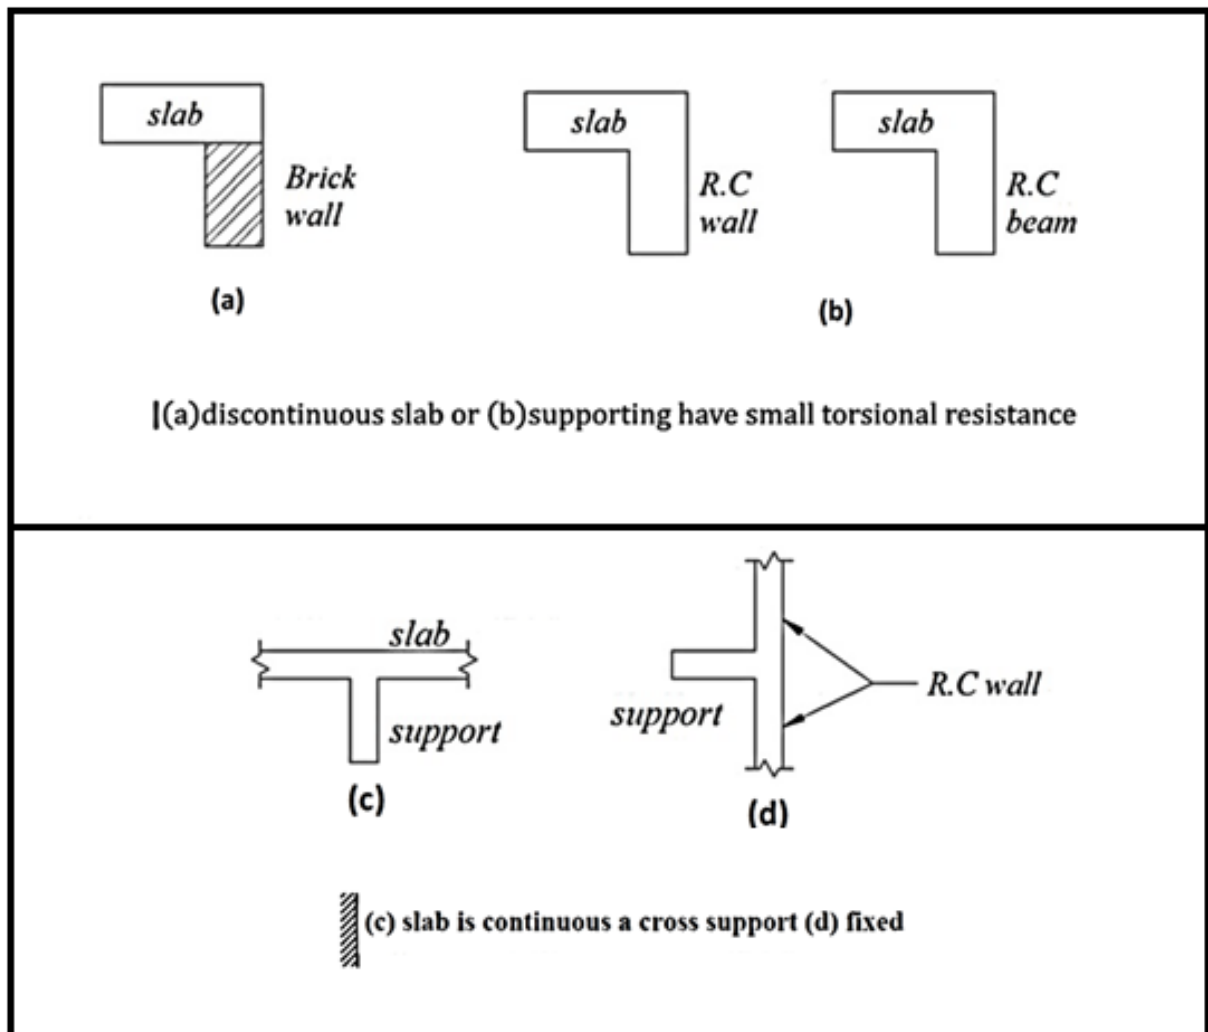 slab
Brick
wall
(a)
slab
R.C
wall
slab
R.C
beam
(b)
(a)discontinuous slab or (b)supporting have small torsional resistance
slab
support
(c)
support
R.C wall
(d)
(c) slab is continuous a cross support (d) fixed